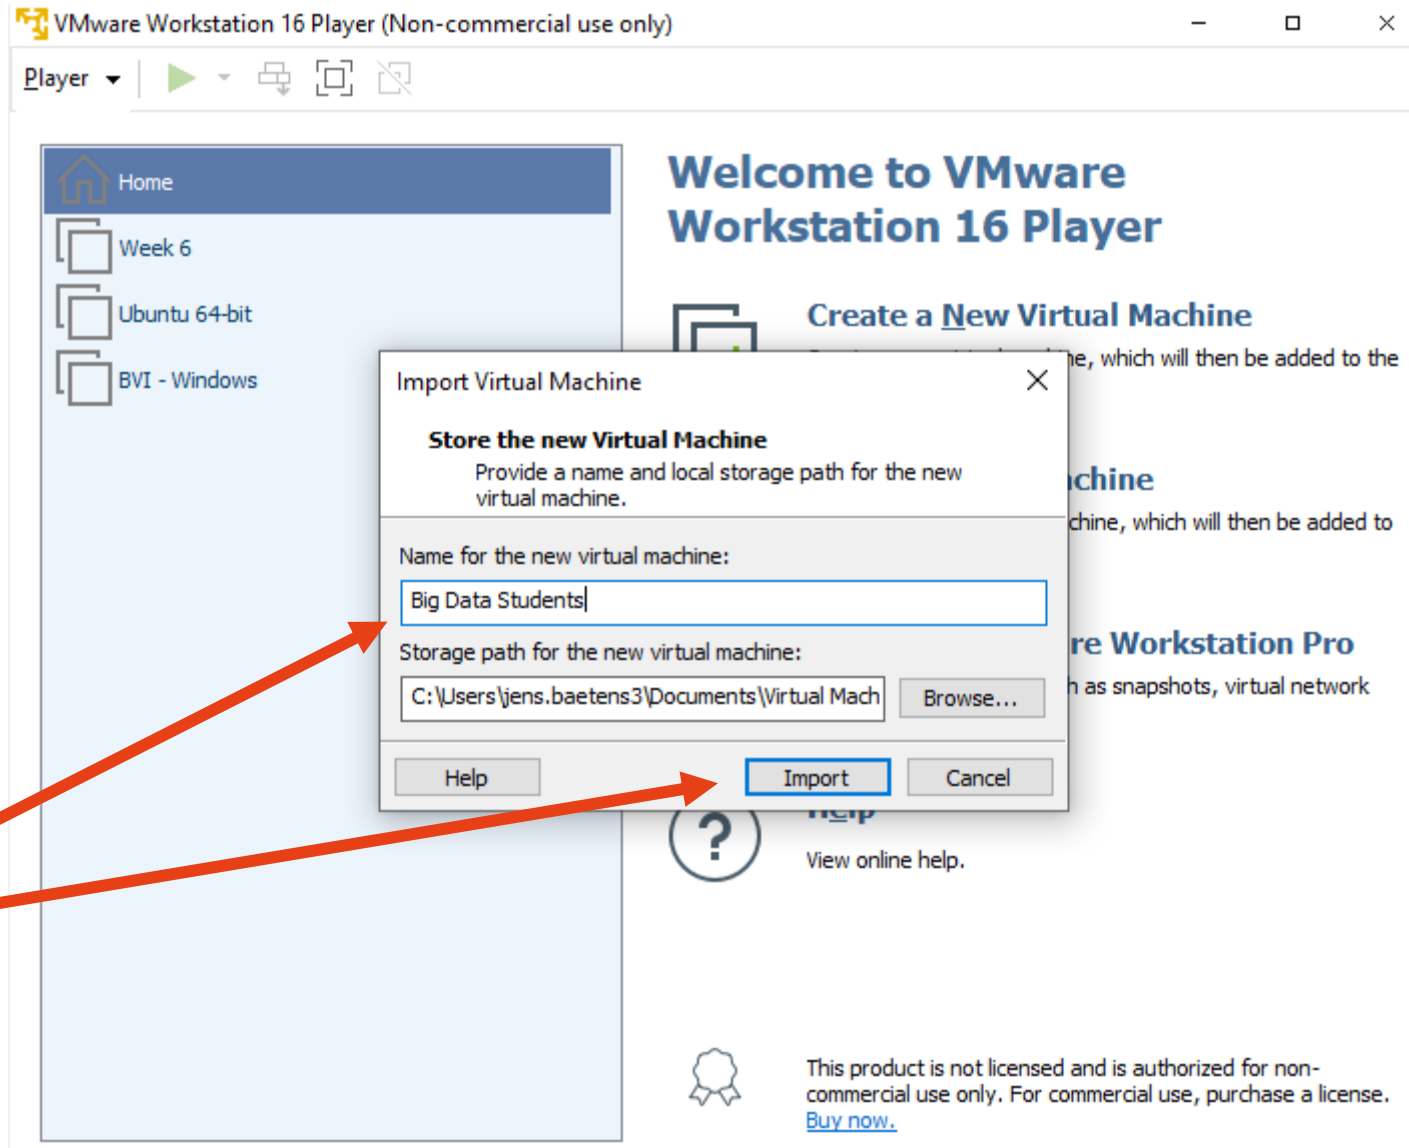 VMware Workstation 16 Player (Non-commercial use only)
Player
Home
Week 6
Ubuntu 64-bit
BVI - Windows
Welcome to VMware
Workstation 16 Player
Create a New Virtual Machine
which will then be added to the
Import Virtual Machine
Store the new Virtual Machine
Provide a name and local storage path for the new
virtual machine.
Name for the new virtual machine:
Big Data Students
Storage path for the new virtual machine:
C:\Users\jens.baetens3\Documents\Virtual Mach
Browse...
Help
Import
Cancel
chine
chine, which will then be added to
re Workstation Pro
h as snapshots, virtual network
Help
?
View online help.
This product is not licensed and is authorized for non-
commercial use only. For commercial use, purchase a license.
Buy now.